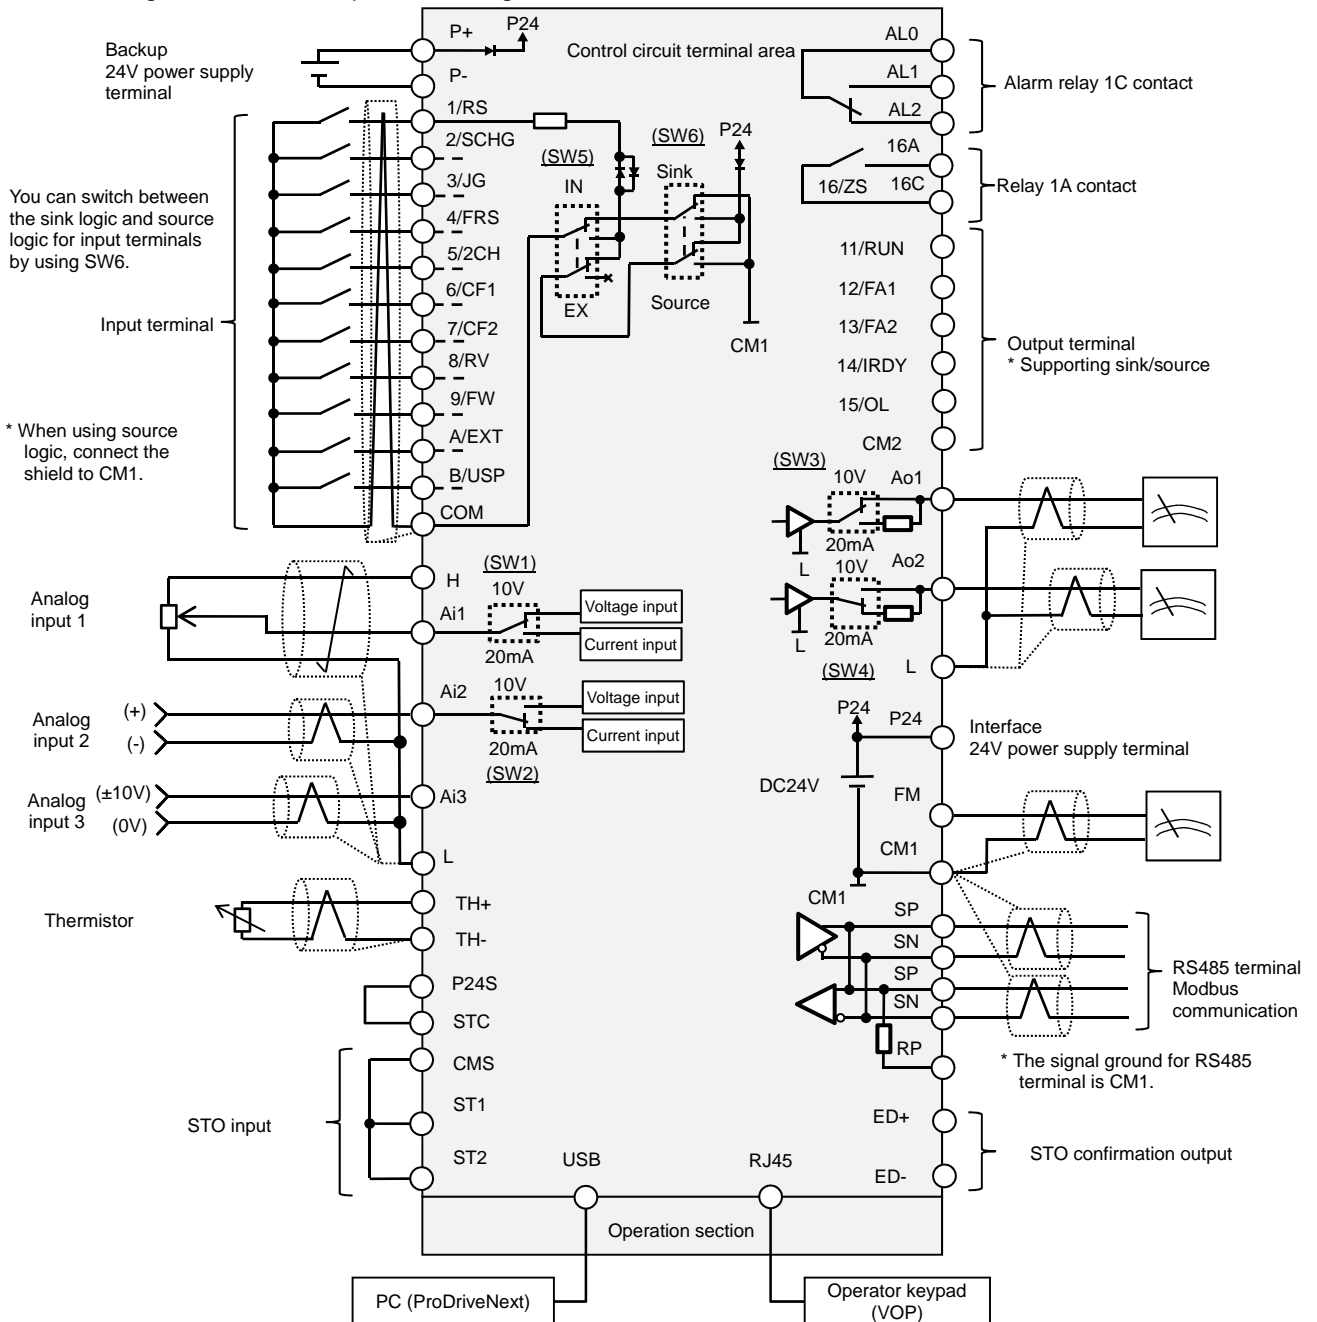 P+
P24
Backup
24V power supply
terminal
P-
Control circuit terminal area
AL0
AL1
AL2
Alarm relay 1C contact
1/RS
2/SCHG
3/JG
4/FRS
5/2CH
6/CF1
7/CF2
8/RV
9/FW
A/EXT
B/USP
COM
You can switch between
the sink logic and source
logic for input terminals
by using SW6.
Input terminal
* When using source
logic, connect the
shield to CM1.
(SW5)
IN
EX
(SW6)
Sink
Source
P24
CM1
16A
16/ZS
16C
Relay 1A contact
11/RUN
12/FA1
13/FA2
14/IRDY
15/OL
CM2
Output terminal
* Supporting sink/source
(SW3)
10V
Ao1
20mA
L
10V
Ao2
20mA
L
(SW4)
L
Analog
input 1
H
Ai1
(SW1)
10V
20mA
Voltage input
Current input
Analog
input 2
(+)
(-)
Ai2
10V
20mA
(SW2)
Voltage input
Current input
Analog
input 3
(±10V)
(0V)
Ai3
L
P24
P24
Interface
24V power supply terminal
DC24V
FM
CM1
CM1
Thermistor
TH+
TH-
P24S
STC
SP
SN
SP
SN
RP
RS485 terminal
Modbus
communication
* The signal ground for RS485
terminal is CM1.
STO input
CMS
ST1
ST2
ED+
ED-
STO confirmation output
USB
RJ45
Operation section
PC (ProDriveNext)
Operator keypad
(VOP)